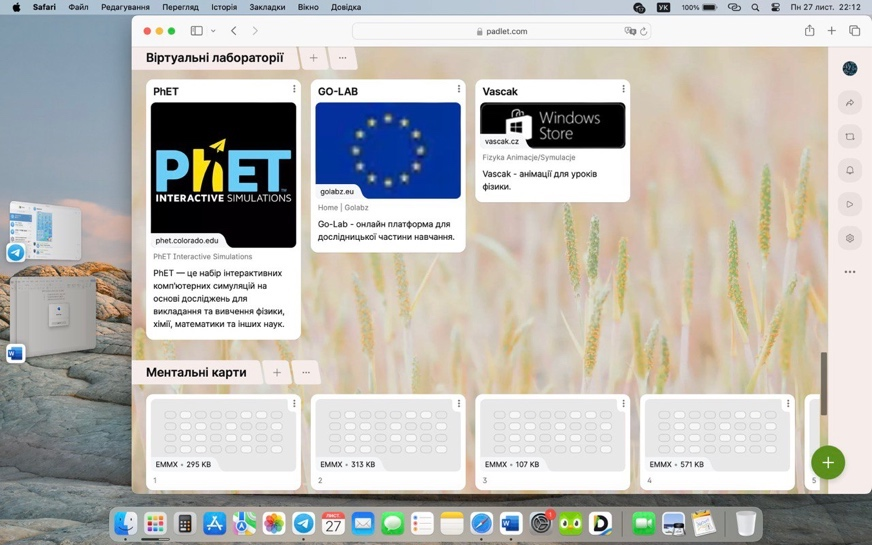 Safari Файл Редагування Перегляд Історія Закладки Вікно Довідка
УК 100% Пн 27 лист. 22:12
padlet.com
Віртуальні лабораторії
PhET
PhET
INTERACTIVE SIMULATIONS
phet.colorado.edu
PhET Interactive Simulations
PhET — це набір інтерактивних
комп'ютерних симуляцій на
основі досліджень для
викладання та вивчення фізики,
хімії, математики та інших наук.
GO-LAB
golabz.eu
Home | Golabz
Go-Lab - онлайн платформа для
дослідницької частини навчання.
Vascak
Windows
Store
vascak.cz
Fizyka Animacje/Symulacje
Vascak - анімації для уроків
фізики.
Ментальні карти
EMMX • 295 KB
1
EMMX • 313 KB
2
EMMX • 107 KB
3
EMMX • 571 KB
4
5
ЛИСТ
27
1